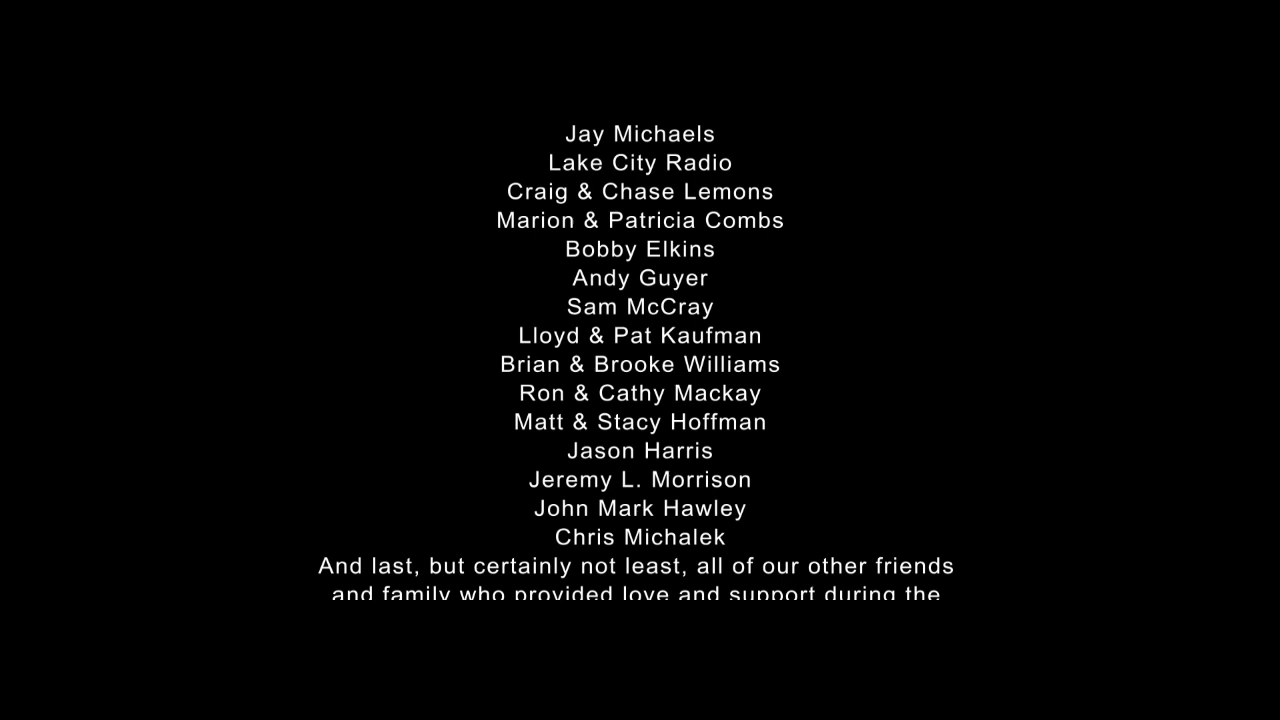 Jay Michaels
Lake City Radio
Craig & Chase Lemons
Marion & Patricia Combs
Bobby Elkins
Andy Guyer
Sam McCray
Lloyd & Pat Kaufman
Brian & Brooke Williams
Ron & Cathy Mackay
Matt & Stacy Hoffman
Jason Harris
Jeremy L. Morrison
John Mark Hawley
Chris Michalek
And last, but certainly not least, all of our other friends
and family who provided love and support during the